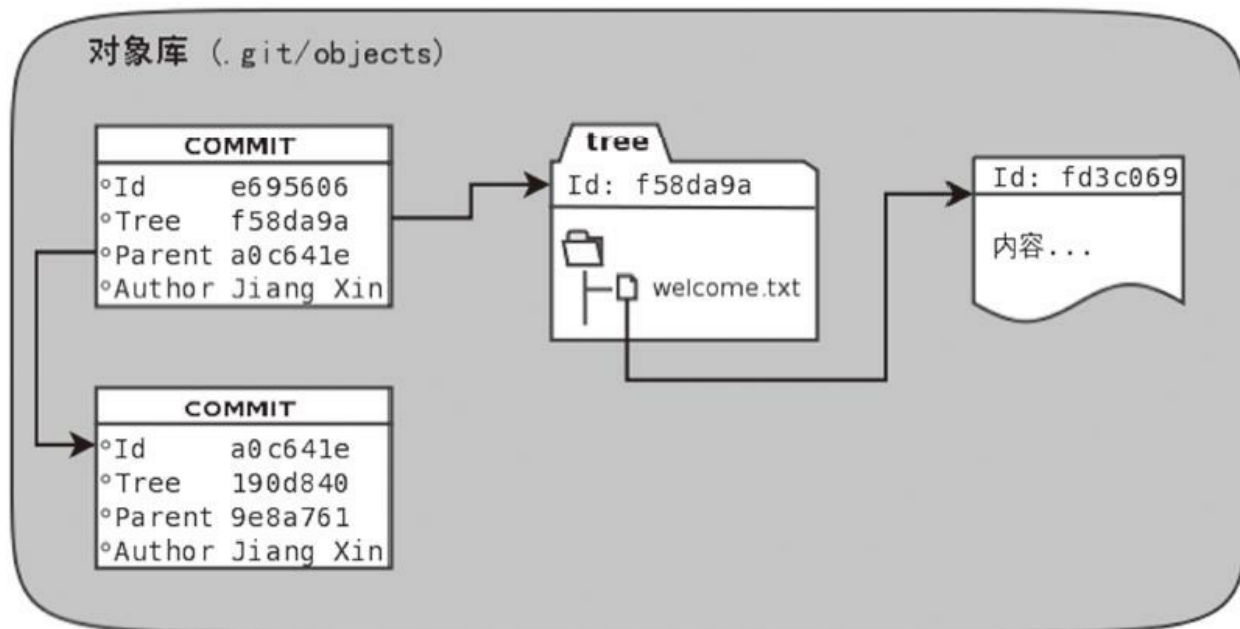 对象库 (.git/objects)
COMMIT
Id e695606
Tree f58da9a
Parent a0c641e
Author Jiang Xin
tree
Id: f58da9a
welcome.txt
Id: fd3c069
内容...
COMMIT
Id a0c641e
Tree 190d840
Parent 9e8a761
Author Jiang Xin